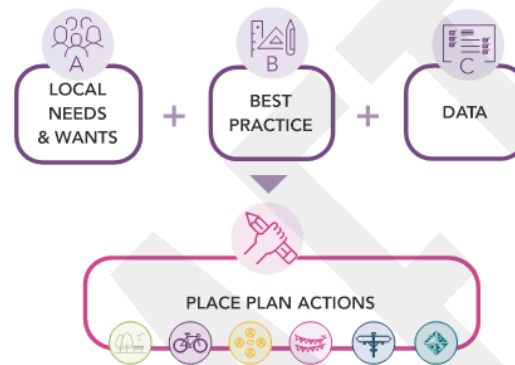 A
LOCAL
NEEDS
& WANTS
+
B
BEST
PRACTICE
+
C
DATA
PLACE PLAN ACTIONS